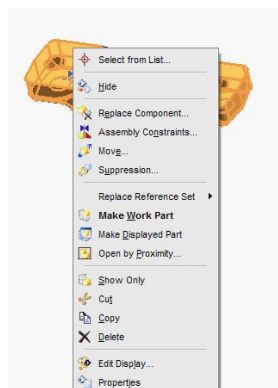 Select from List...
Hide
Replace Component...
Assembly Constraints...
Move...
Suppression...
Replace Reference Set
Make Work Part
Make Displayed Part
Open by Proximity...
Show Only
Cut
Copy
Delete
Edit Display...
Properties